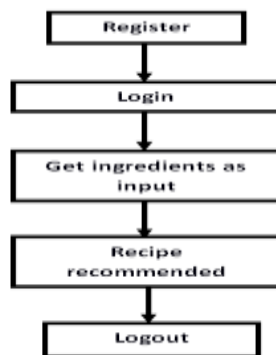 Register
Login
Get ingredients as
input
Recipe
recommended
Logout